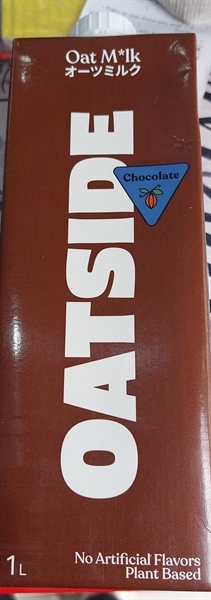 Oat M*lk
オーツミルク
OATSIDE
Chocolate
1L
No Artificial Flavors
Plant Based